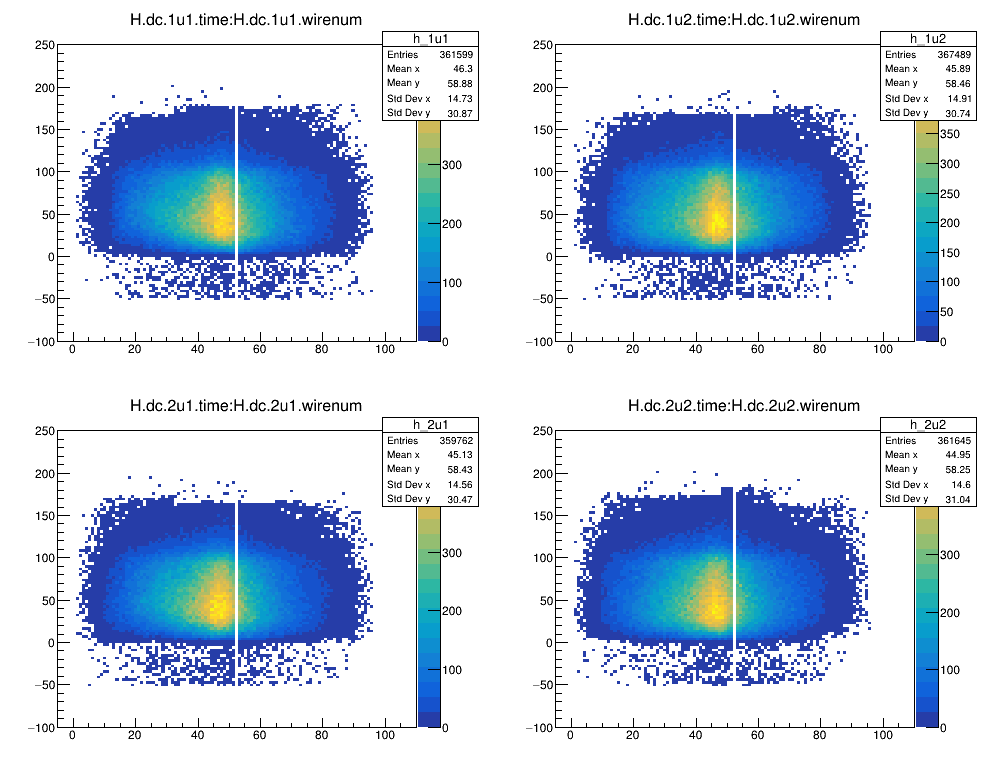 H.dc.1u1.time:H.dc.1u1.wirenum
h_1u1
Entries 361599
Mean x 46.3
Mean y 58.88
Std Dev x 14.73
Std Dev y 30.87
250
200
150
100
50
0
−50
−100
0 20 40 60 80 100
300
200
100
0
H.dc.1u2.time:H.dc.1u2.wirenum
h_1u2
Entries 367489
Mean x 45.89
Mean y 58.46
Std Dev x 14.91
Std Dev y 30.74
250
200
150
100
50
0
−50
−100
0 20 40 60 80 100
350
300
250
200
150
100
50
0
H.dc.2u1.time:H.dc.2u1.wirenum
h_2u1
Entries 359762
Mean x 45.13
Mean y 58.43
Std Dev x 14.56
Std Dev y 30.47
250
200
150
100
50
0
−50
−100
0 20 40 60 80 100
300
200
100
0
H.dc.2u2.time:H.dc.2u2.wirenum
h_2u2
Entries 361645
Mean x 44.95
Mean y 58.25
Std Dev x 14.6
Std Dev y 31.04
250
200
150
100
50
0
−50
−100
0 20 40 60 80 100
300
200
100
0